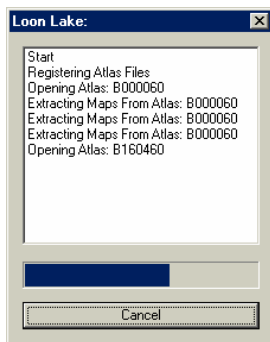 Loon Lake:
Start
Registering Atlas Files
Opening Atlas: B000060
Extracting Maps From Atlas: B000060
Extracting Maps From Atlas: B000060
Extracting Maps From Atlas: B000060
Opening Atlas: B160460
Cancel